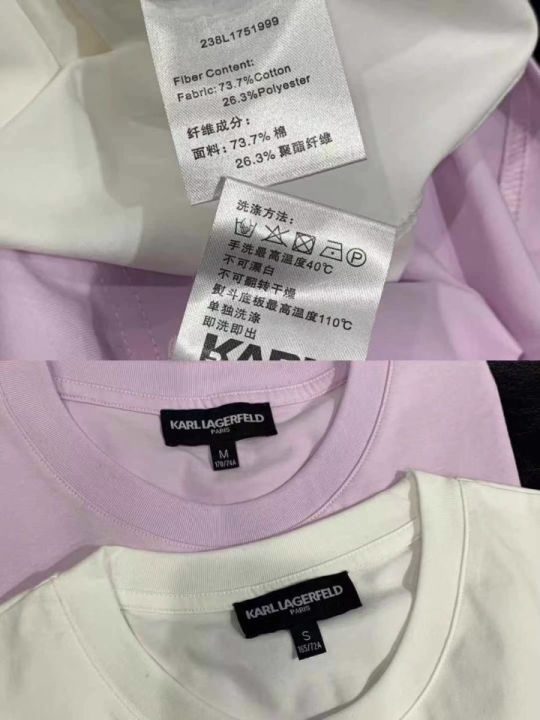 238L1751999
Fiber Content:
Fabric: 73.7%Cotton
26.3%Polyester
纤维成分：
面料：73.7% 棉
26.3% 聚酯纤维
洗涤方法：
P
手洗最高温度40℃
不可漂白
不可翻转干燥
熨斗底板最高温度110℃
单独洗涤
即洗即出
KARL
KARL LAGERFELD
PARIS
M
170/74A
KARL LAGERFELD
PARIS
S
165/72A